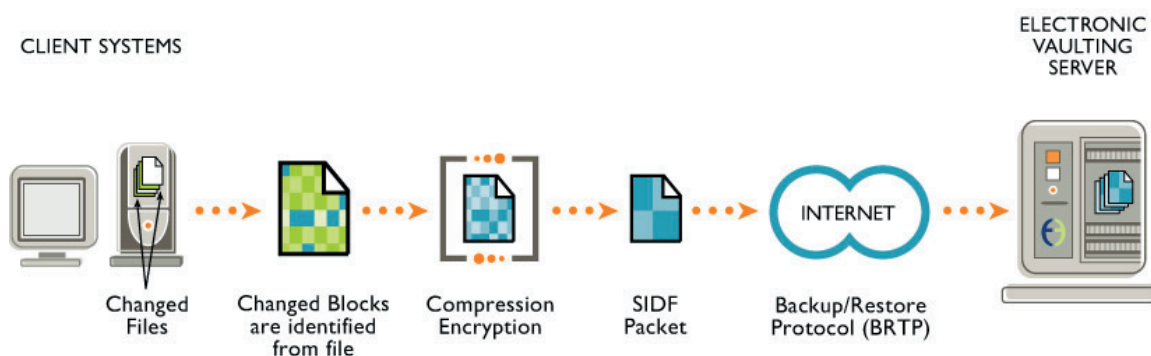 CLIENT SYSTEMS
ELECTRONIC
VAULTING
SERVER
INTERNET
Changed
Files
Changed Blocks
are identified
from file
Compression
Encryption
SIDF
Packet
Backup/Restore
Protocol (BRTP)